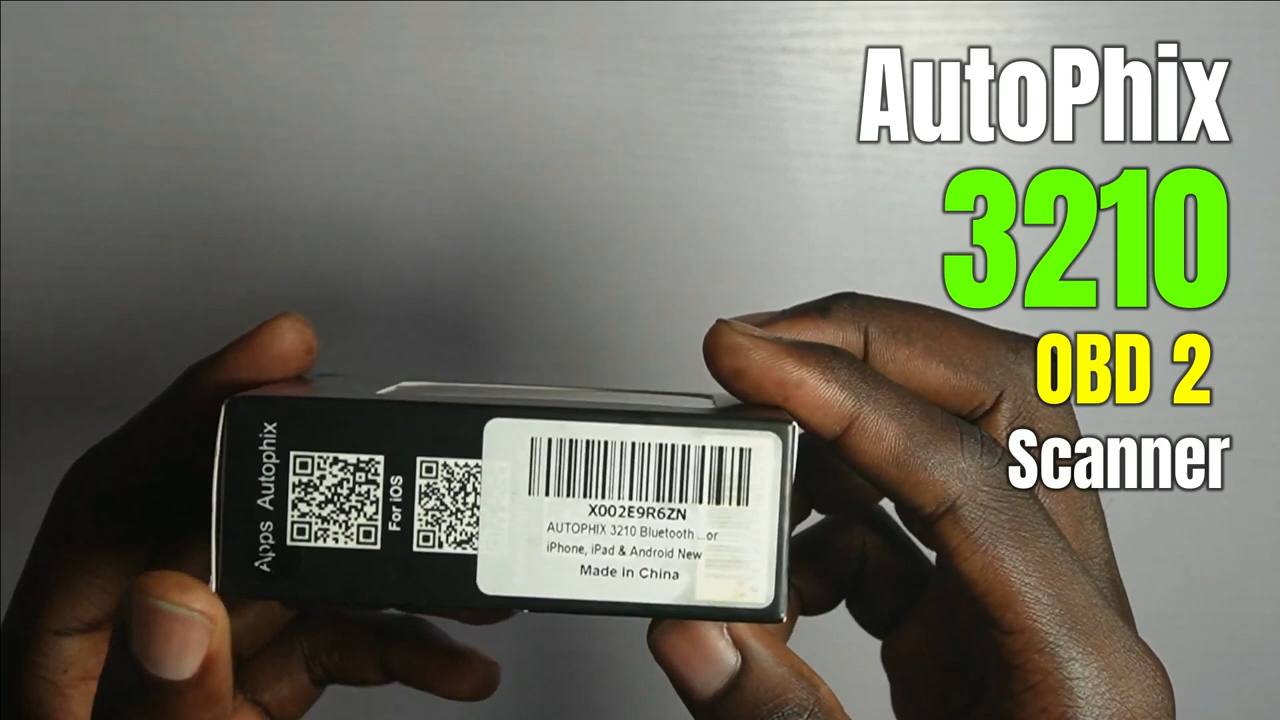 AutoPhix
3210
OBD 2
Scanner
Apps Autophix
For iOS
X002E9R6ZN
AUTOPHIX 3210 Bluetooth ...or
iPhone, iPad & Android New
Made in China